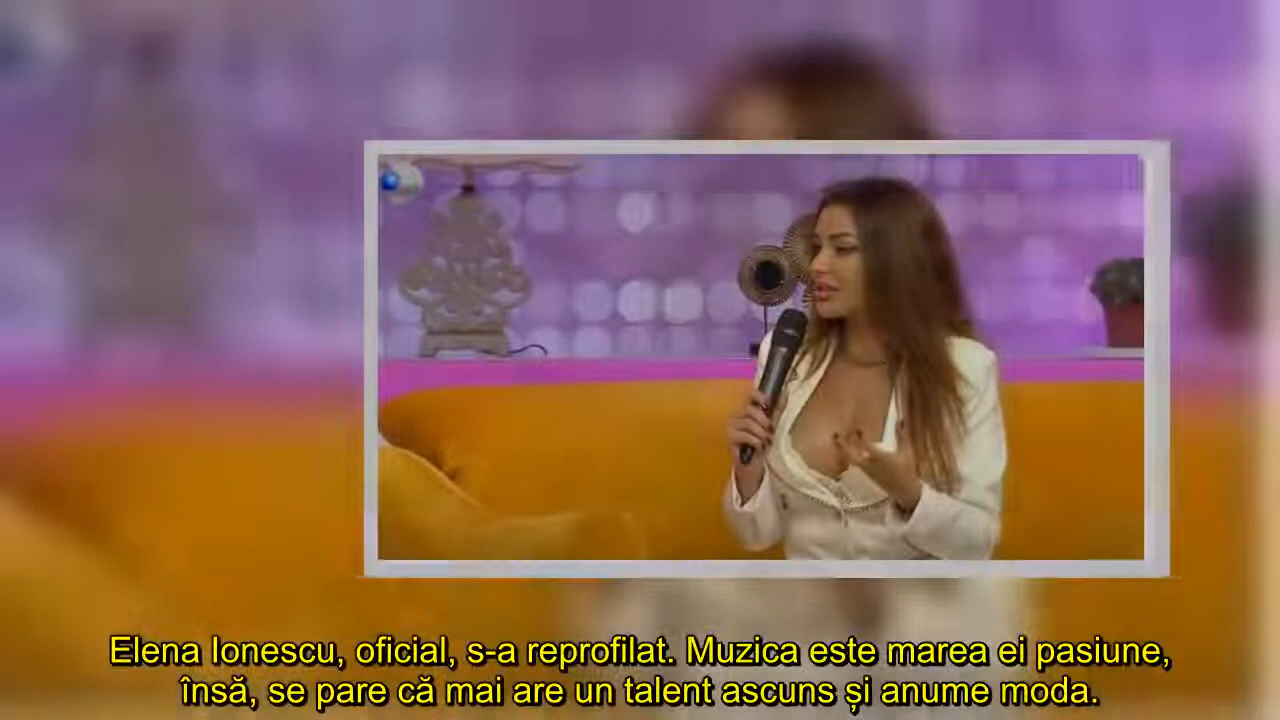 Elena Ionescu, oficial, s-a reprofilat. Muzica este marea ei pasiune,
însă, se pare că mai are un talent ascuns și anume moda.